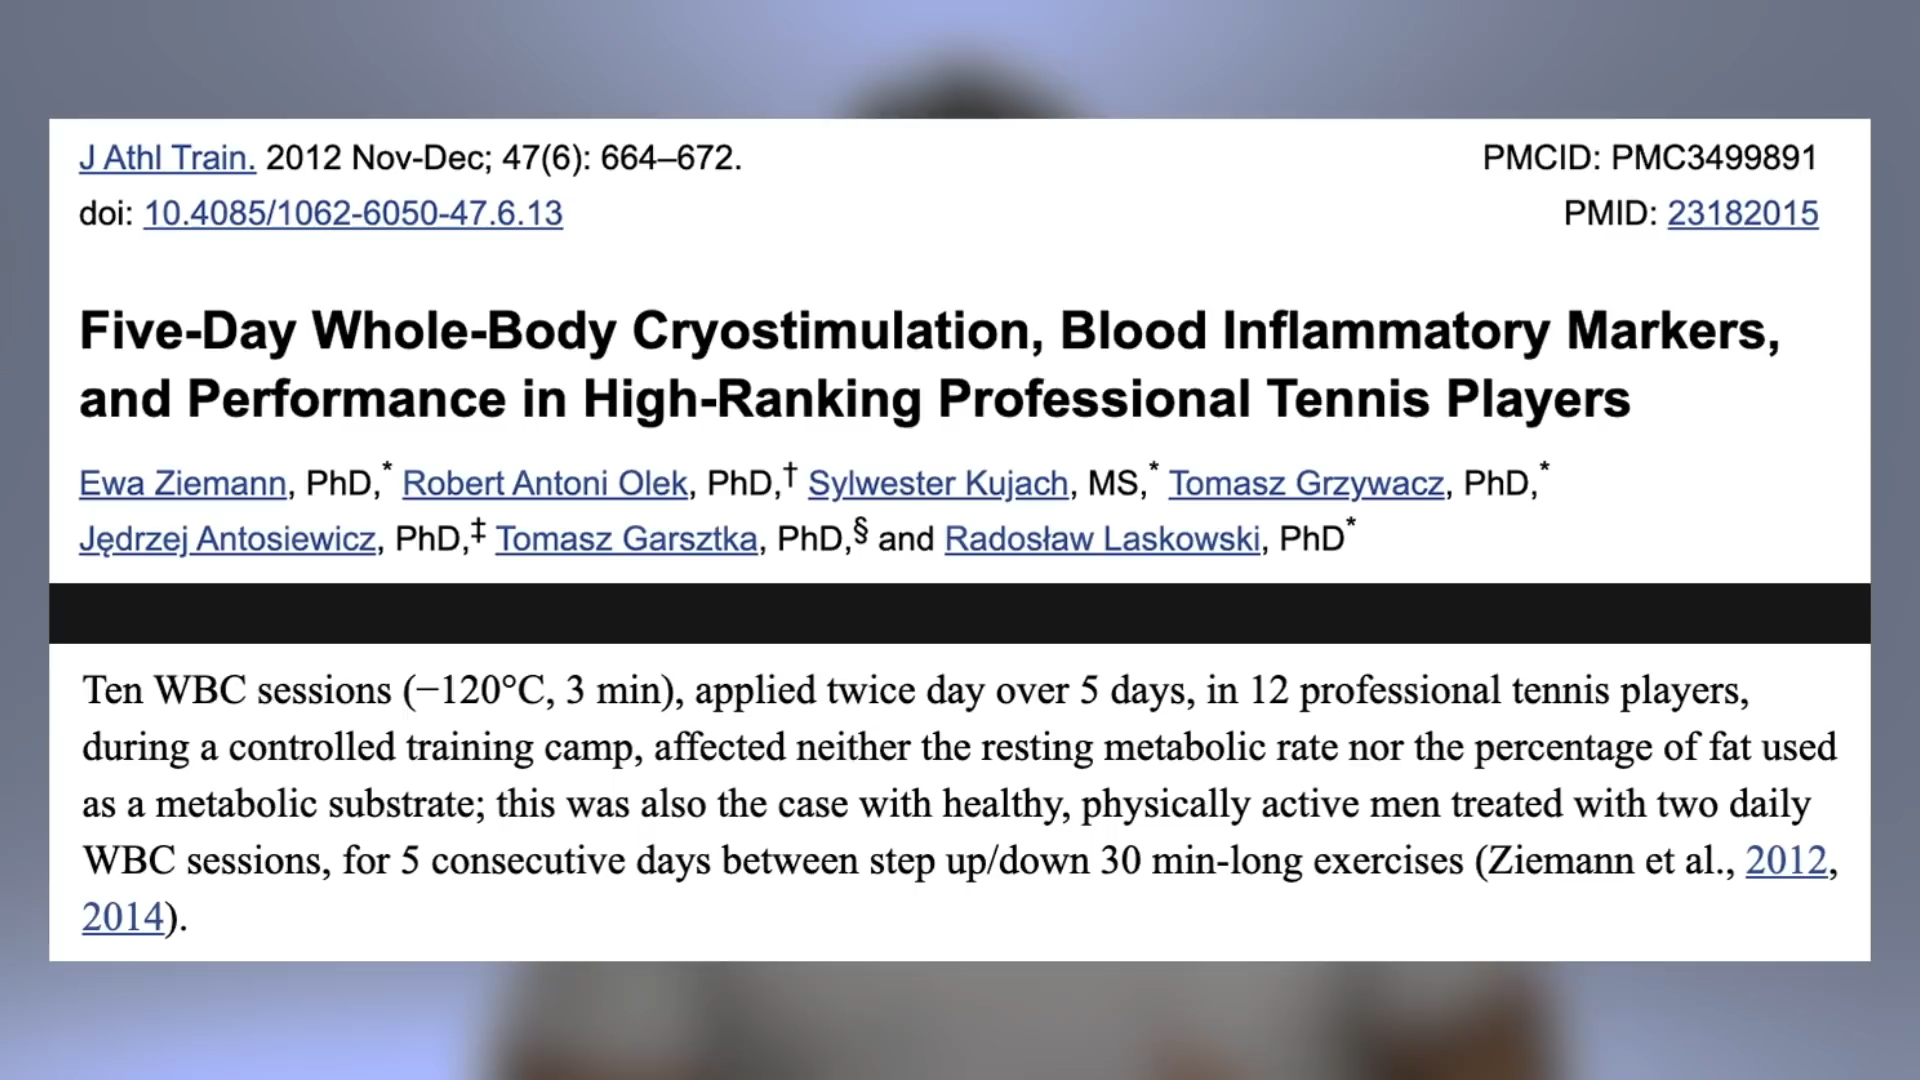 J Athl Train. 2012 Nov-Dec; 47(6): 664–672.
PMCID: PMC3499891
doi: 10.4085/1062-6050-47.6.13
PMID: 23182015
Five-Day Whole-Body Cryostimulation, Blood Inflammatory Markers,
and Performance in High-Ranking Professional Tennis Players
Ewa Ziemann, PhD,* Robert Antoni Olek, PhD,† Sylwester Kujach, MS,* Tomasz Grzywacz, PhD,*
Jędrzej Antosiewicz, PhD,‡ Tomasz Garsztka, PhD,§ and Radosław Laskowski, PhD*
Ten WBC sessions (−120°C, 3 min), applied twice day over 5 days, in 12 professional tennis players,
during a controlled training camp, affected neither the resting metabolic rate nor the percentage of fat used
as a metabolic substrate; this was also the case with healthy, physically active men treated with two daily
WBC sessions, for 5 consecutive days between step up/down 30 min-long exercises (Ziemann et al., 2012,
2014).